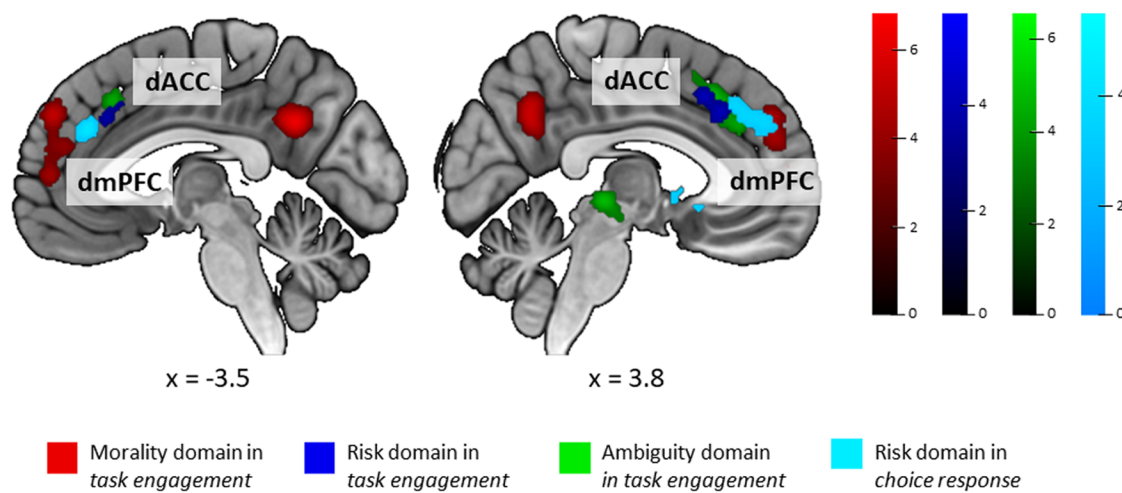 dACC
dmPFC
x = -3.5
dACC
dmPFC
x = 3.8
6
4
2
0
4
2
0
6
4
2
0
4
2
0
Morality domain in
task engagement
Risk domain in
task engagement
Ambiguity domain
in task engagement
Risk domain in
choice response